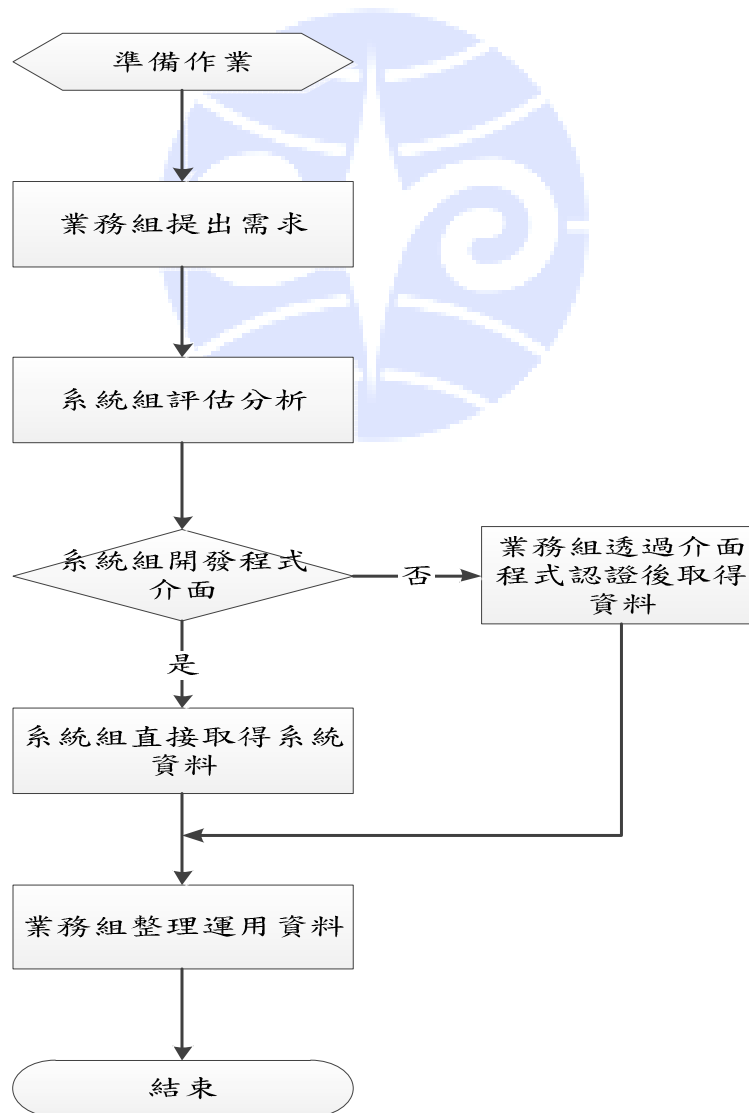 準備作業
業務組提出需求
系統組評估分析
系統組開發程式
介面
否
業務組透過介面
程式認證後取得
資料
是
系統組直接取得系統
資料
業務組整理運用資料
結束